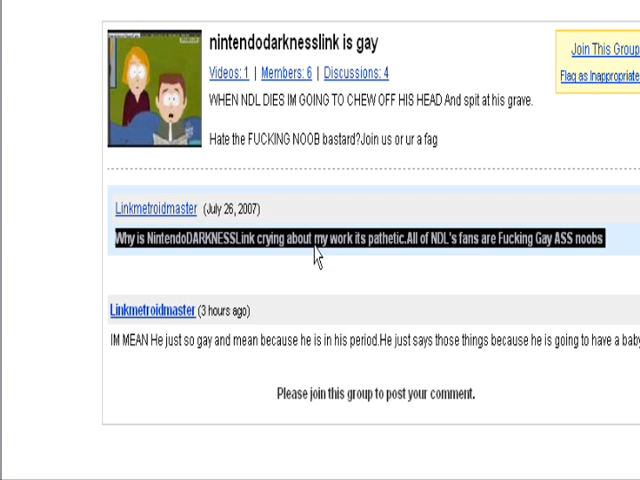 nintendodarknesslink is gay
Join This Group
Videos: 1 | Members: 6 | Discussions: 4
Flag as Inappropriate
WHEN NDL DIES IM GOING TO CHEW OFF HIS HEAD And spit at his grave.
Hate the FUCKING NOOB bastard?Join us or ur a fag
Linkmetroidmaster (July 26, 2007)
Why is NintendoDARKNESSLink crying about my work its pathetic.All of NDL's fans are Fucking Gay ASS noobs
Linkmetroidmaster (3 hours ago)
IM MEAN He just so gay and mean because he is in his period.He just says those things because he is going to have a baby
Please join this group to post your comment.